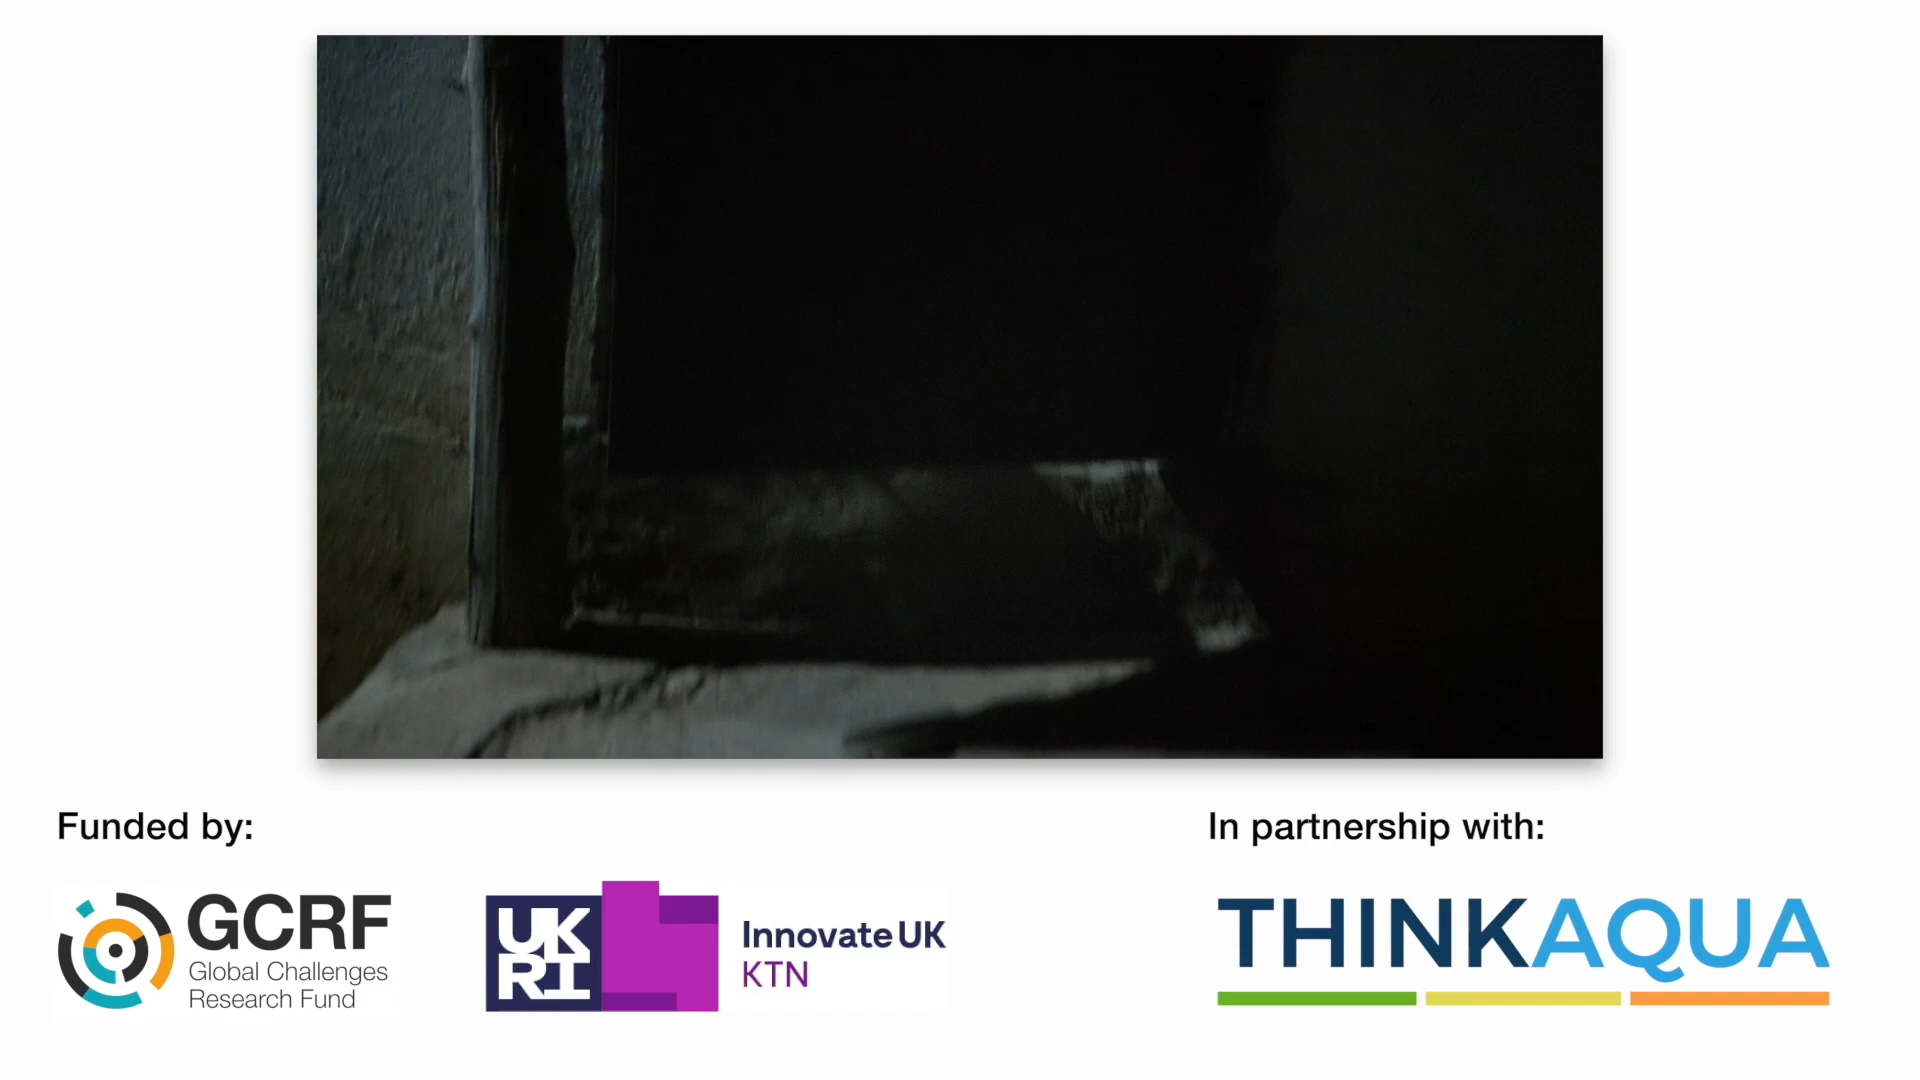 Funded by:
In partnership with:
GCRF
Global Challenges
Research Fund
UK
RI
Innovate UK
KTN
THINKAQUA